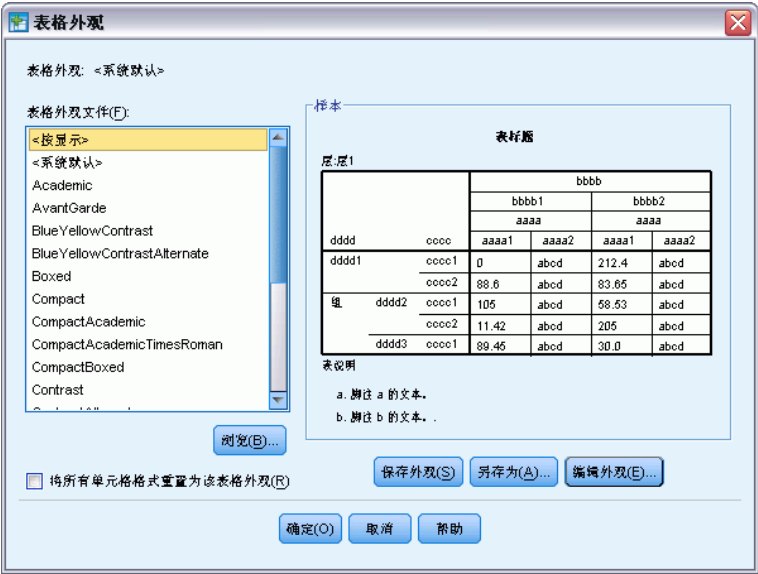 表格外观
表格外观: <系统默认>
表格外观文件(F):
<按显示>
<系统默认>
Academic
AvantGarde
BlueYellowContrast
BlueYellowContrastAlternate
Boxed
Compact
CompactAcademic
CompactAcademicTimesRoman
CompactBoxed
Contrast
浏览(B)...
将所有单元格格式重置为该表格外观(R)
样本
表标题
层:层1
bbbb
bbbb1 bbbb2
aaaa aaaa
dddd cccc aaaa1 aaaa2 aaaa1 aaaa2
dddd1 cccc1 0 abcd 212.4 abcd
cccc2 88.6 abcd 83.65 abcd
组 dddd2 cccc1 105 abcd 58.53 abcd
cccc2 11.42 abcd 205 abcd
dddd3 cccc1 89.45 abcd 30.0 abcd
表说明
a. 脚注 a 的文本。
b. 脚注 b 的文本。.
保存外观(S) 另存为(A)... 编辑外观(E)...
确定(O) 取消 帮助